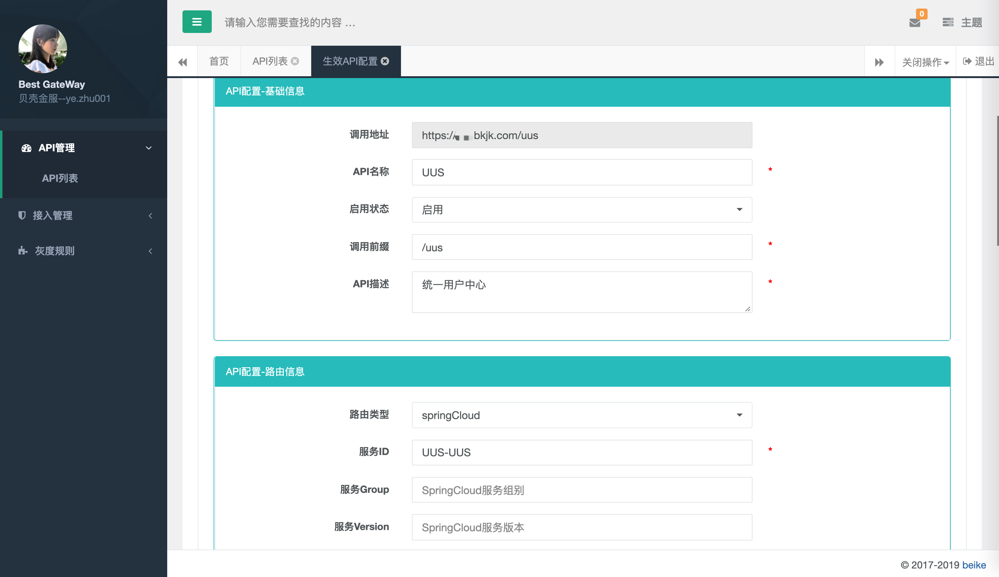 Best GateWay
贝壳金服--ye.zhu001
API管理
API列表
接入管理
灰度规则
请输入您需要查找的内容 …
0
主题
首页
API列表
生效API配置
关闭操作
退出
API配置-基础信息
调用地址
https:// bkjk.com/uus
API名称
UUS
*
启用状态
启用
调用前缀
/uus
*
API描述
统一用户中心
*
API配置-路由信息
路由类型
springCloud
服务ID
UUS-UUS
*
服务Group
SpringCloud服务组别
服务Version
SpringCloud服务版本
© 2017-2019 beike